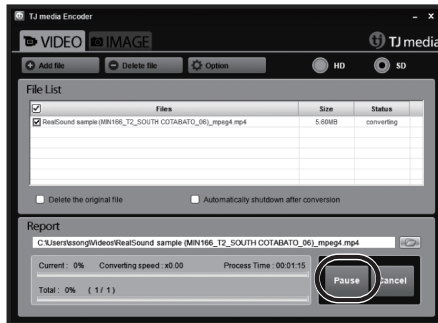 TJ media Encoder
VIDEO IMAGE TJ media
Add file Delete file Option HD SD
File List
Files Size Status
RealSound sample(MIN166_T2_SOUTH COTABATO_06)_mpeg4.mp4 5.60MB converting
Delete the original file Automatically shutdown after conversion
Report
C:\Users\ssong\Videos\RealSound sample (MIN166_T2_SOUTH COTABATO_06)_mpeg4.mp4
Current : 0% Converting speed : x0.00 Process Time : 00:01:15
Total : 0% ( 1 / 1 )
Pause Cancel